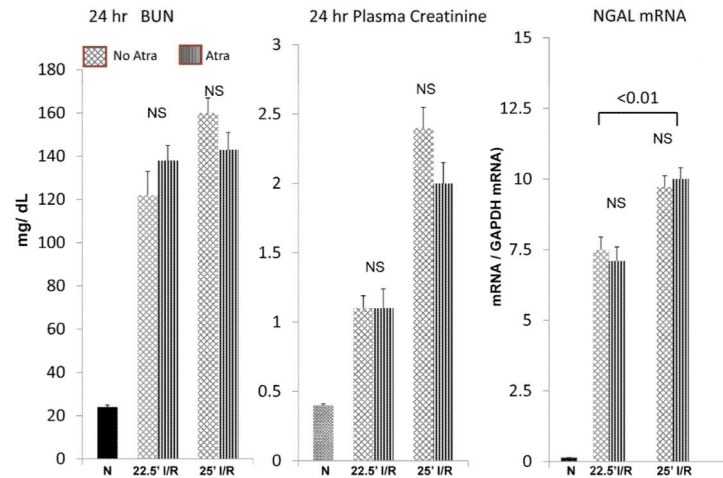 24 hr BUN
No Atra
Atra
180
160
140
120
100
80
60
40
20
0
mg/ dL
NS
NS
N
22.5' I/R
25' I/R
24 hr Plasma Creatinine
3
2.5
2
1.5
1
0.5
0
NS
NS
N
22.5' I/R
25' I/R
NGAL mRNA
15
12.5
10
7.5
5
2.5
0
mRNA / GAPDH mRNA)
<0.01
NS
NS
N
22.5'I/R
25' I/R